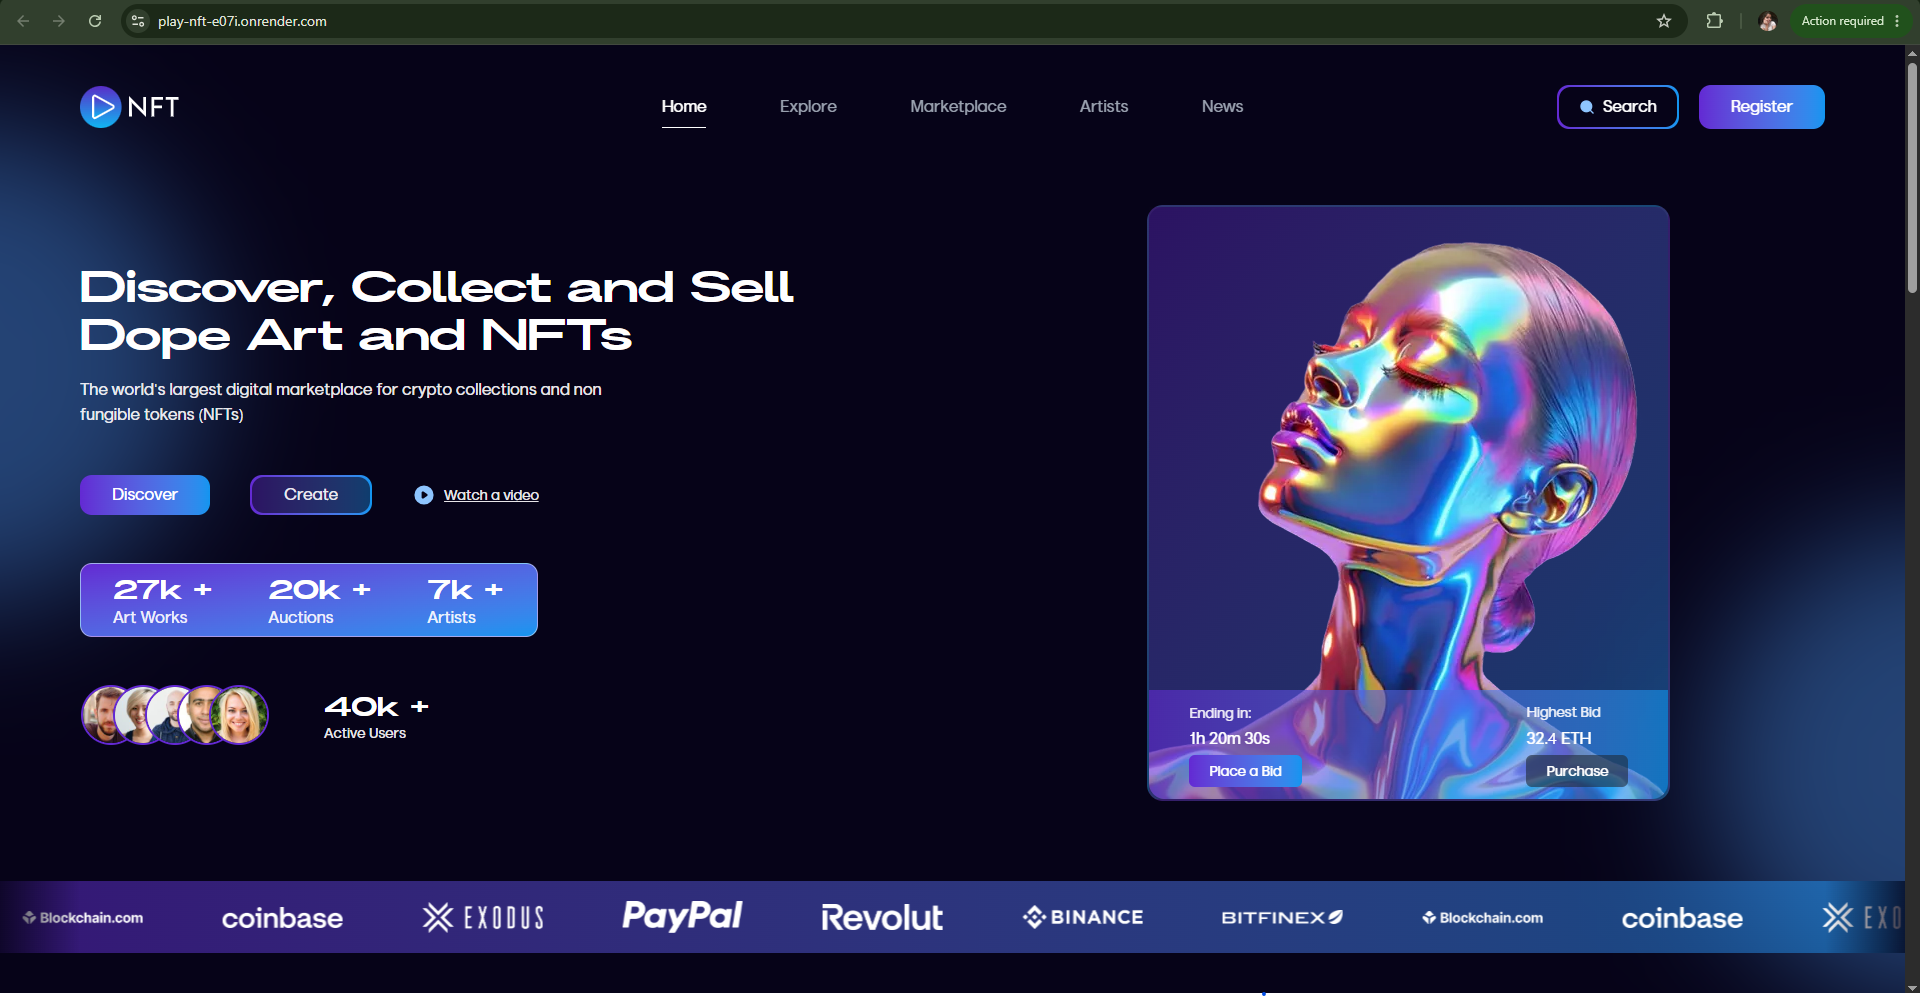 play-nft-e07i.onrender.com
Action required
NFT
Home
Explore
Marketplace
Artists
News
Search
Register
Discover, Collect and Sell
Dope Art and NFTs
The world's largest digital marketplace for crypto collections and non
fungible tokens (NFTs)
Discover
Create
Watch a video
27k +
Art Works
20k +
Auctions
7k +
Artists
40k +
Active Users
Ending in:
1h 20m 30s
Place a Bid
Highest Bid
32.4 ETH
Purchase
Blockchain.com
coinbase
EXODUS
PayPal
Revolut
BINANCE
BITFINEX
Blockchain.com
coinbase
EXO